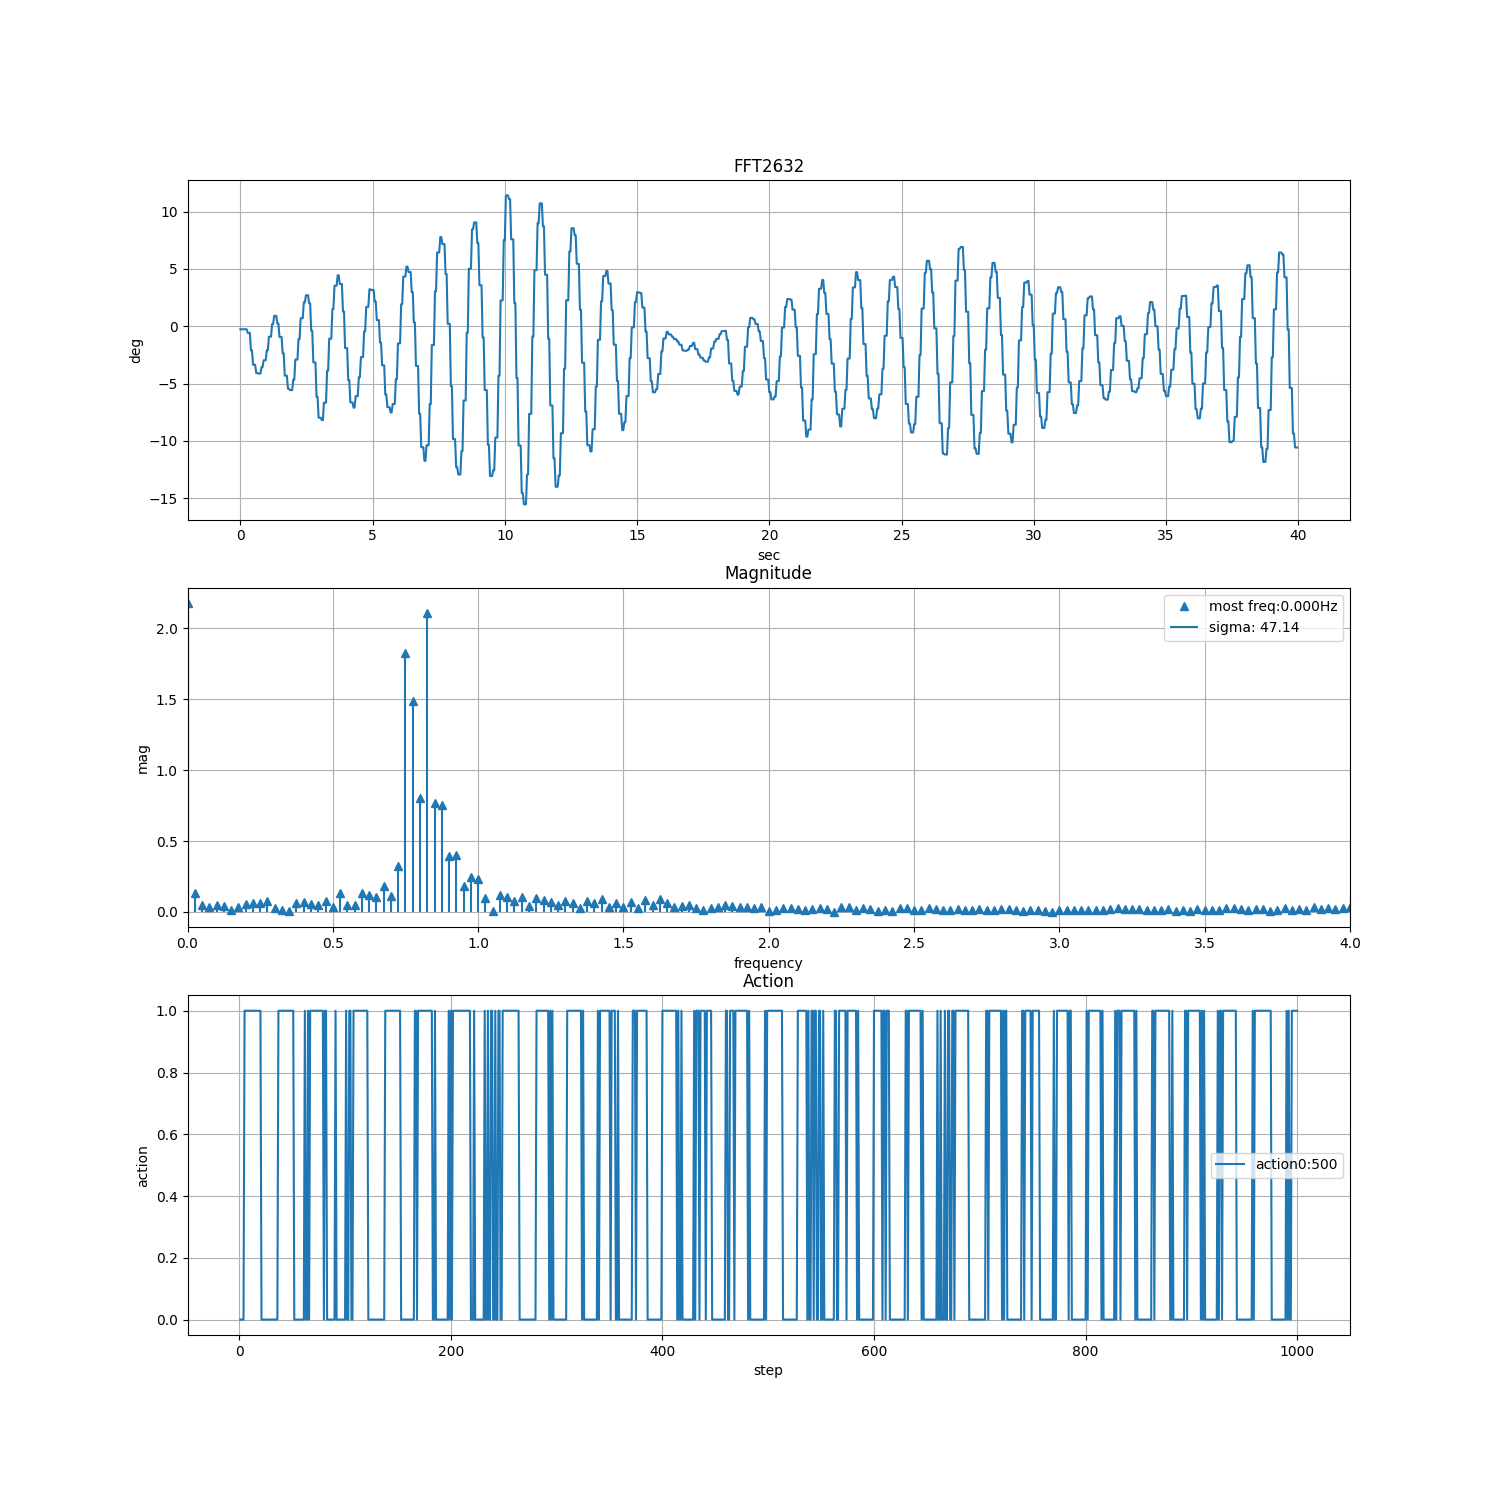 FFT2632
10
5
0
−5
−10
−15
deg
0 5 10 15 20 25 30 35 40
sec
Magnitude
most freq:0.000Hz
sigma: 47.14
2.0
1.5
1.0
0.5
0.0
mag
0.0 0.5 1.0 1.5 2.0 2.5 3.0 3.5 4.0
frequency
Action
1.0
0.8
0.6
0.4
0.2
0.0
action
action0:500
0 200 400 600 800 1000
step